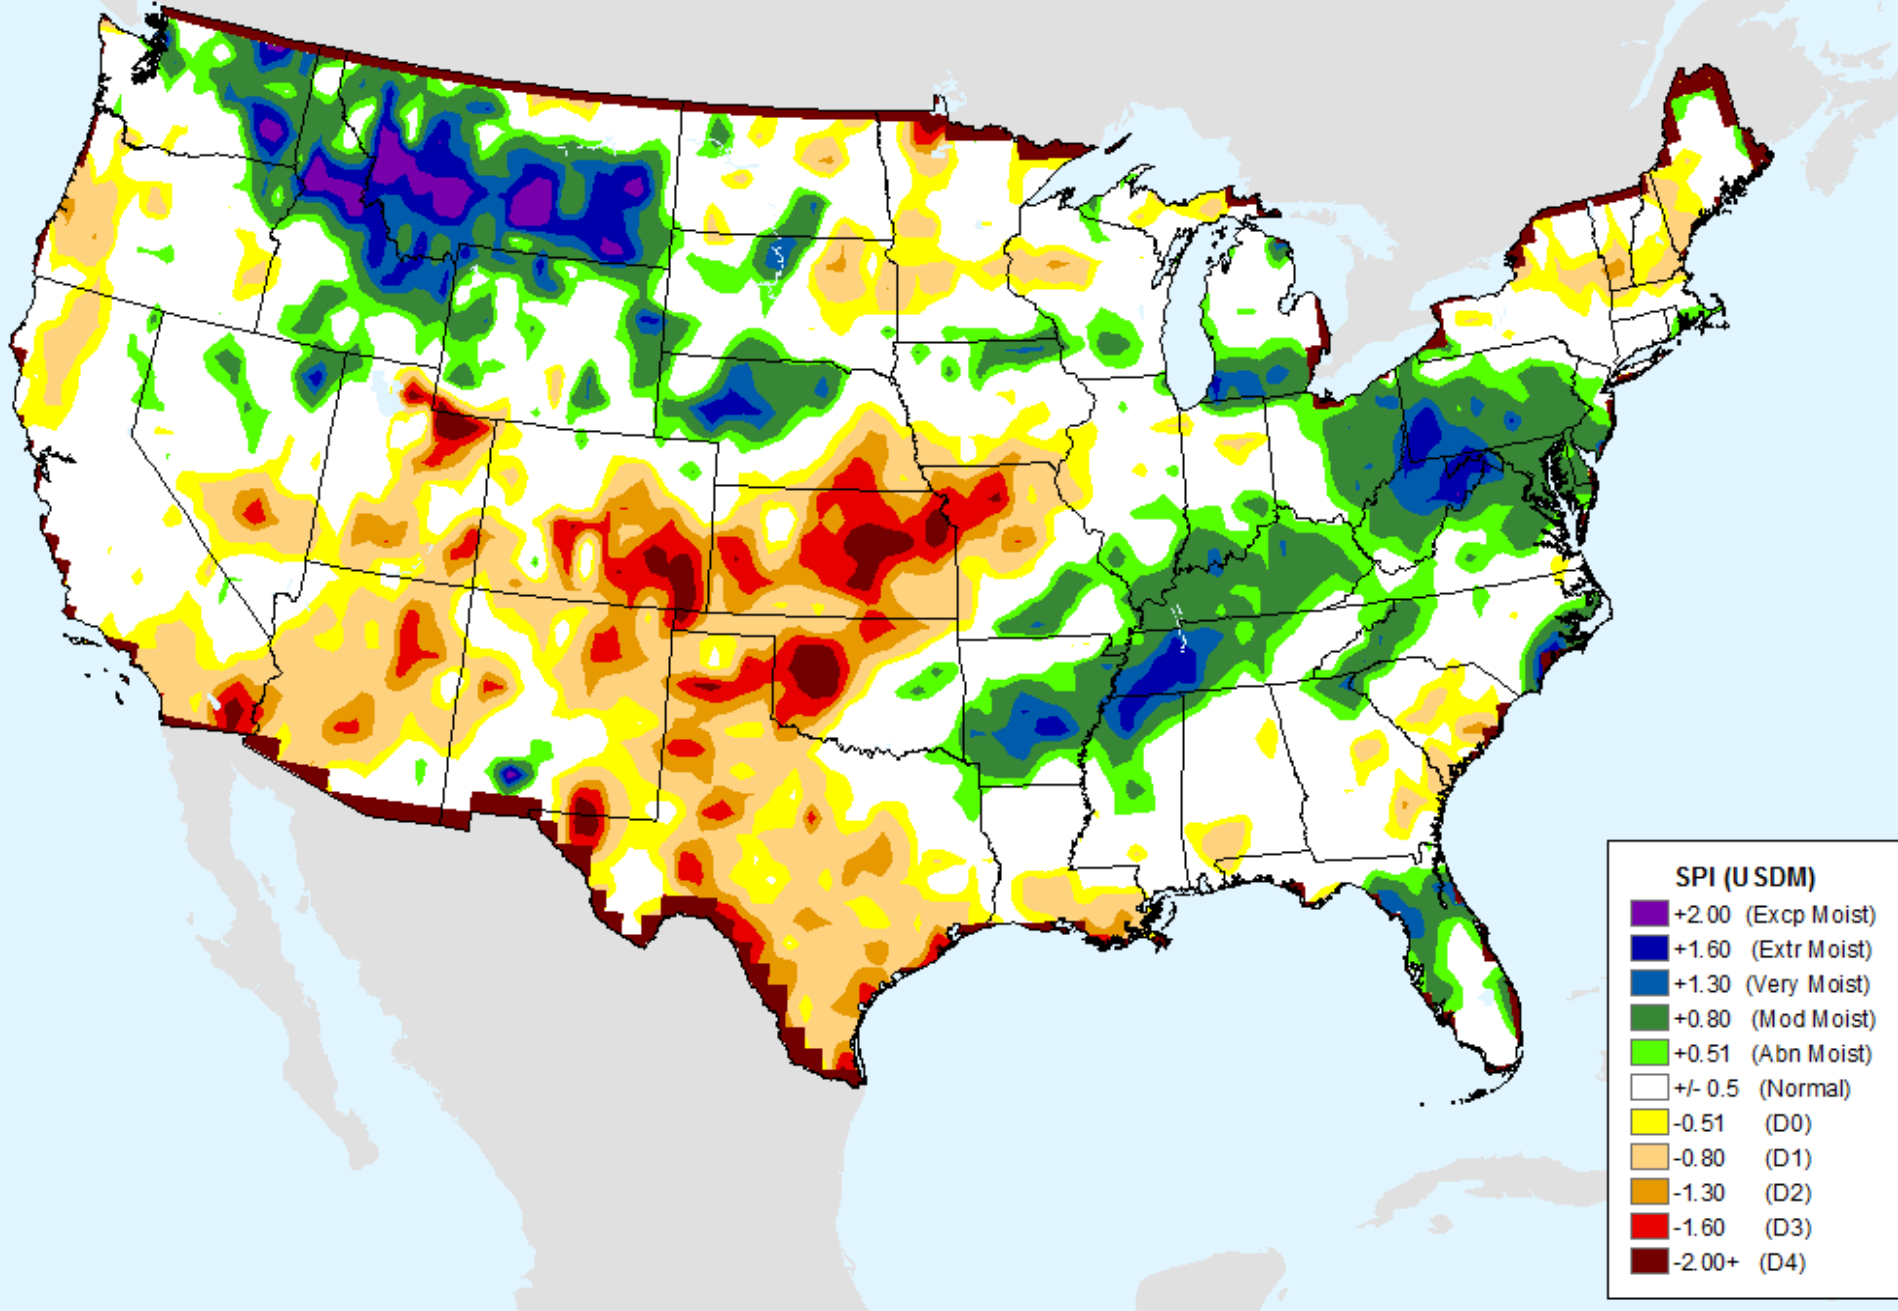 SPI (USDM)
+2.00 (Excp Moist)
+1.60 (Extr Moist)
+1.30 (Very Moist)
+0.80 (Mod Moist)
+0.51 (Abn Moist)
+/- 0.5 (Normal)
-0.51 (D0)
-0.80 (D1)
-1.30 (D2)
-1.60 (D3)
-2.00+ (D4)